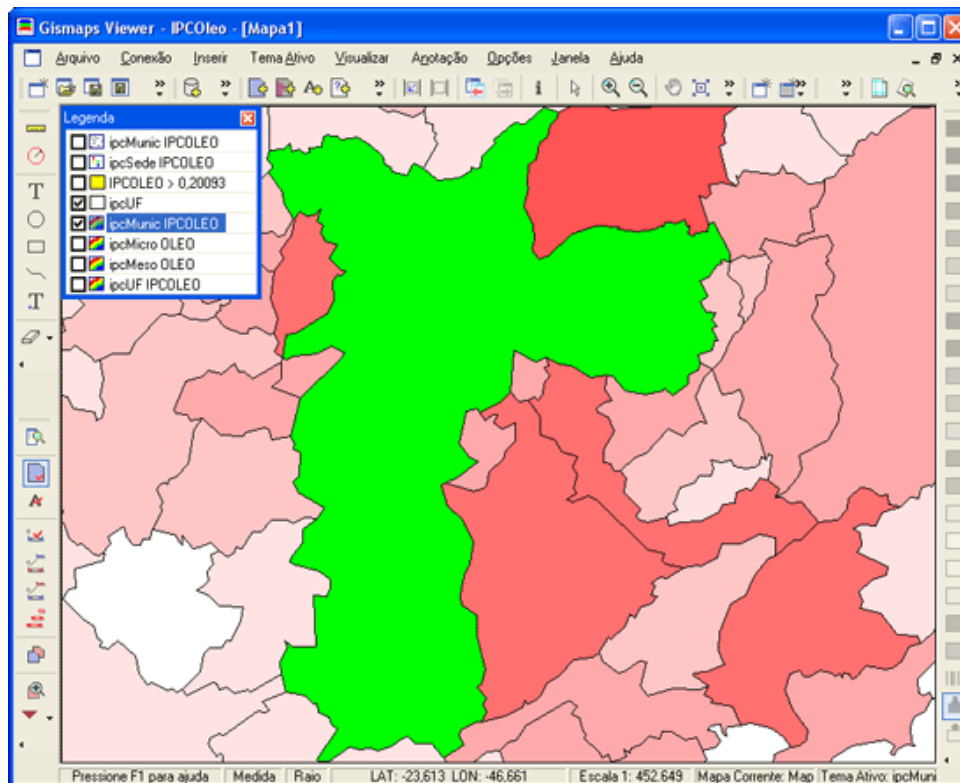 Gismaps Viewer - IPCOleo - [Mapa1]
Arquivo Conexão Inserir Tema Ativo Visualizar Anotação Opções Janela Ajuda
Legenda
ipcMunic IPCOLEO
ipcSede IPCOLEO
IPCOLEO > 0,20093
ipcUF
ipcMunic IPCOLEO
ipcMicro OLEO
ipcMeso OLEO
ipcUF IPCOLEO
Pressione F1 para ajuda Medida Raio LAT: -23,613 LON: -46,661 Escala 1: 452.649 Mapa Corrente: Map Tema Ativo: ipcMuni